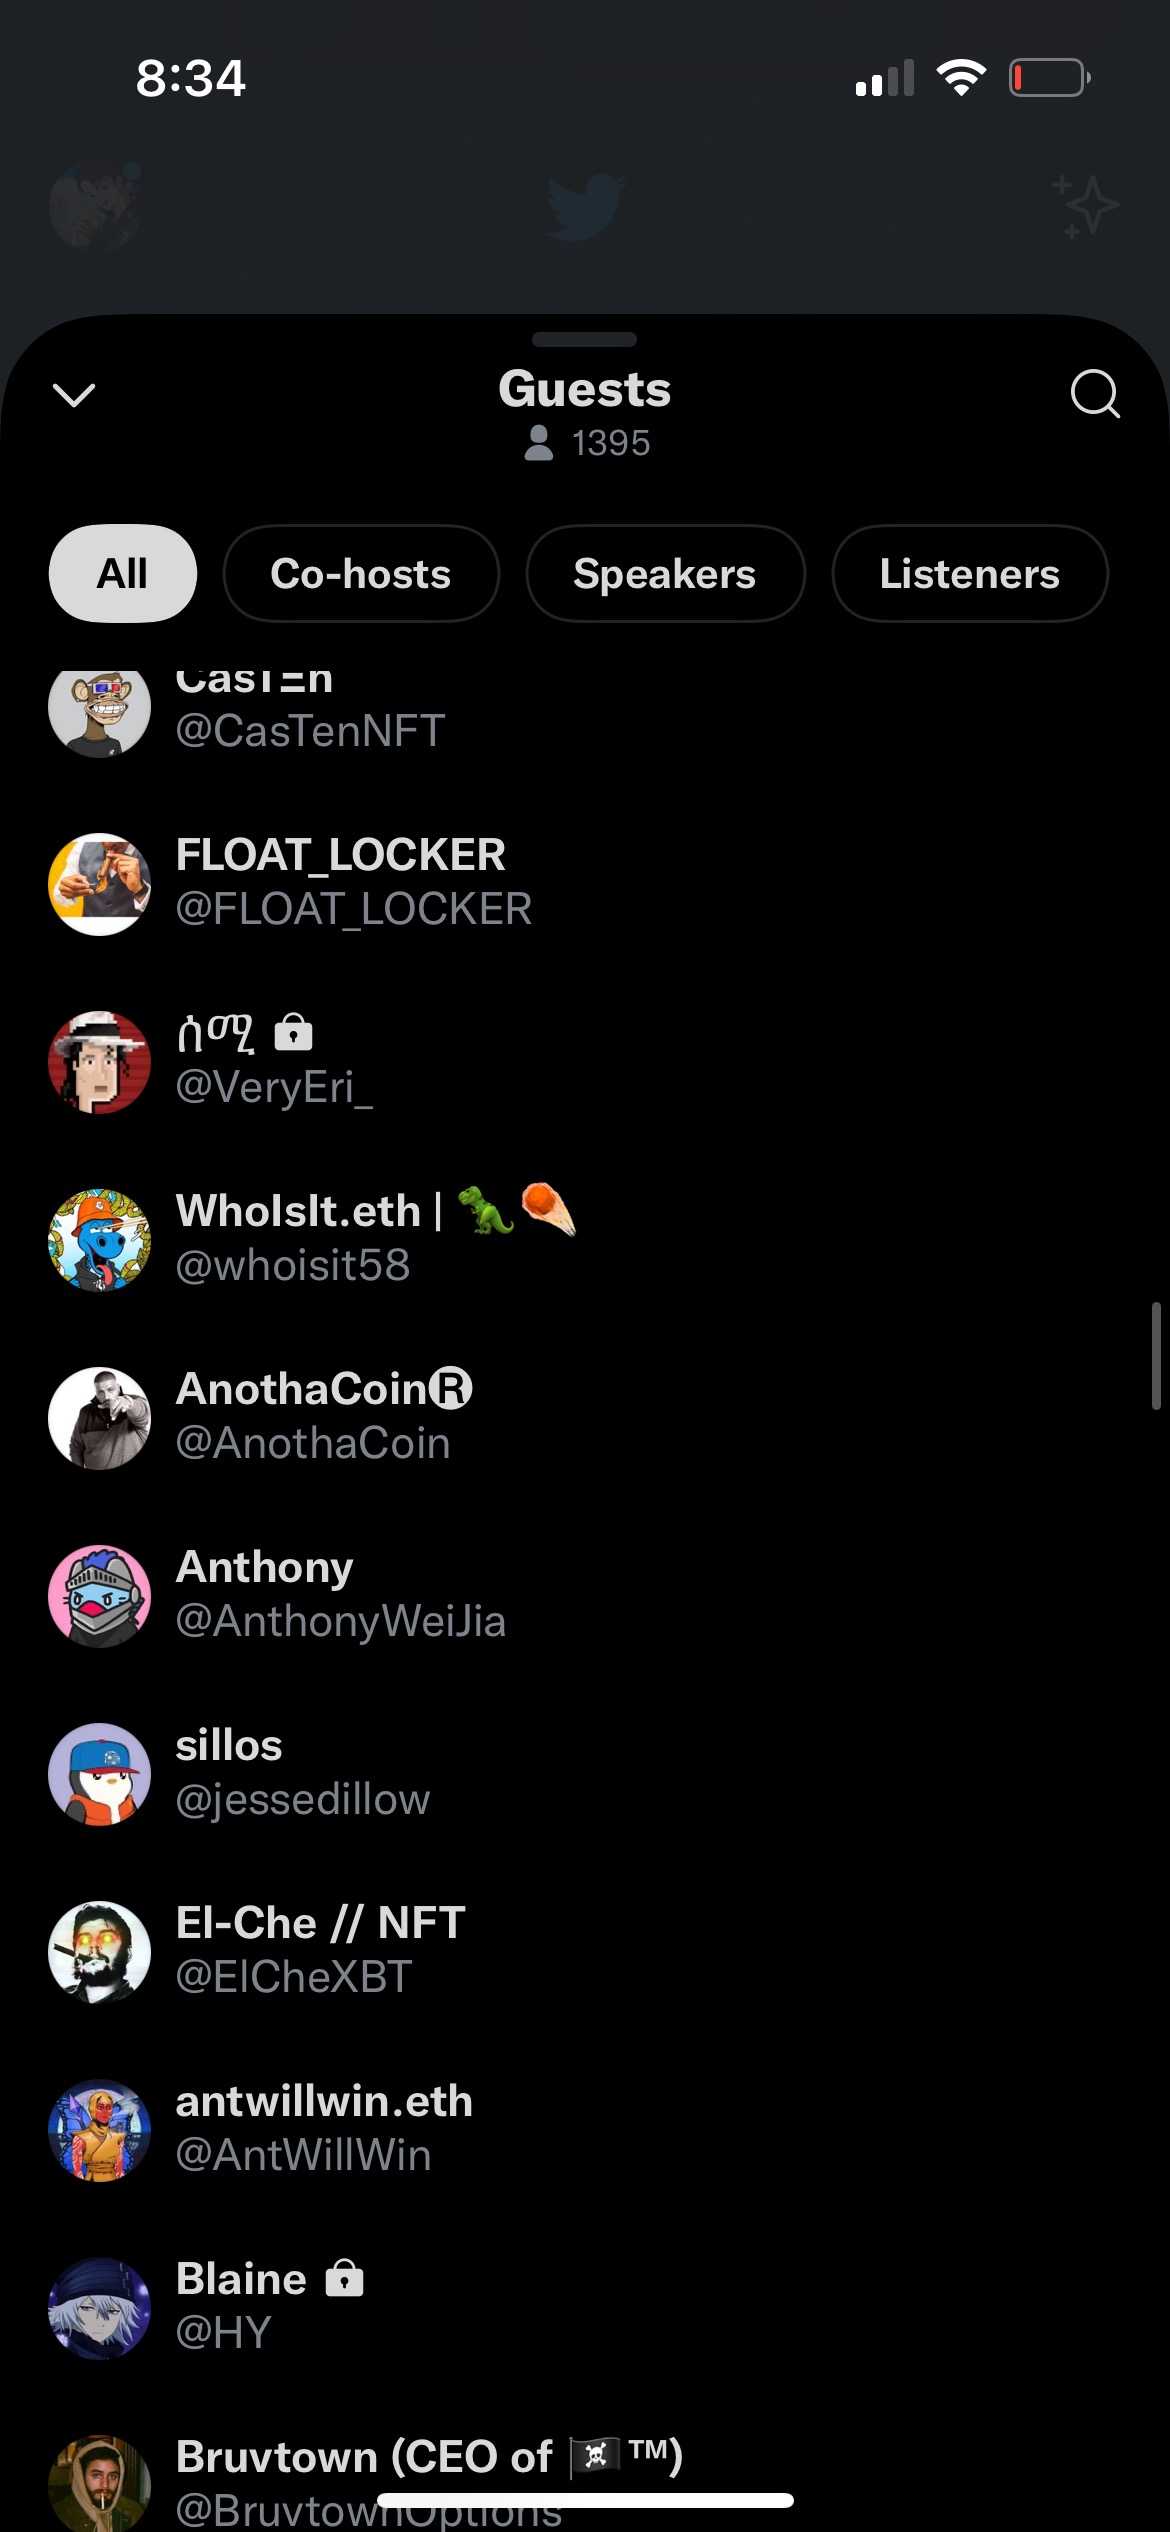 8:34
Guests
1395
All
Co-hosts
Speakers
Listeners
CasTΞn
@CasTenNFT
FLOAT_LOCKER
@FLOAT_LOCKER
ሰሚ
@VeryEri_
WhoIsIt.eth | 🦖☄️
@whoisit58
AnothaCoin🅡
@AnothaCoin
Anthony
@AnthonyWeiJia
sillos
@jessedillow
El-Che // NFT
@ElCheXBT
antwillwin.eth
@AntWillWin
Blaine
@HY
Bruvtown (CEO of 🏴‍☠️™)
@BruvtownOptions